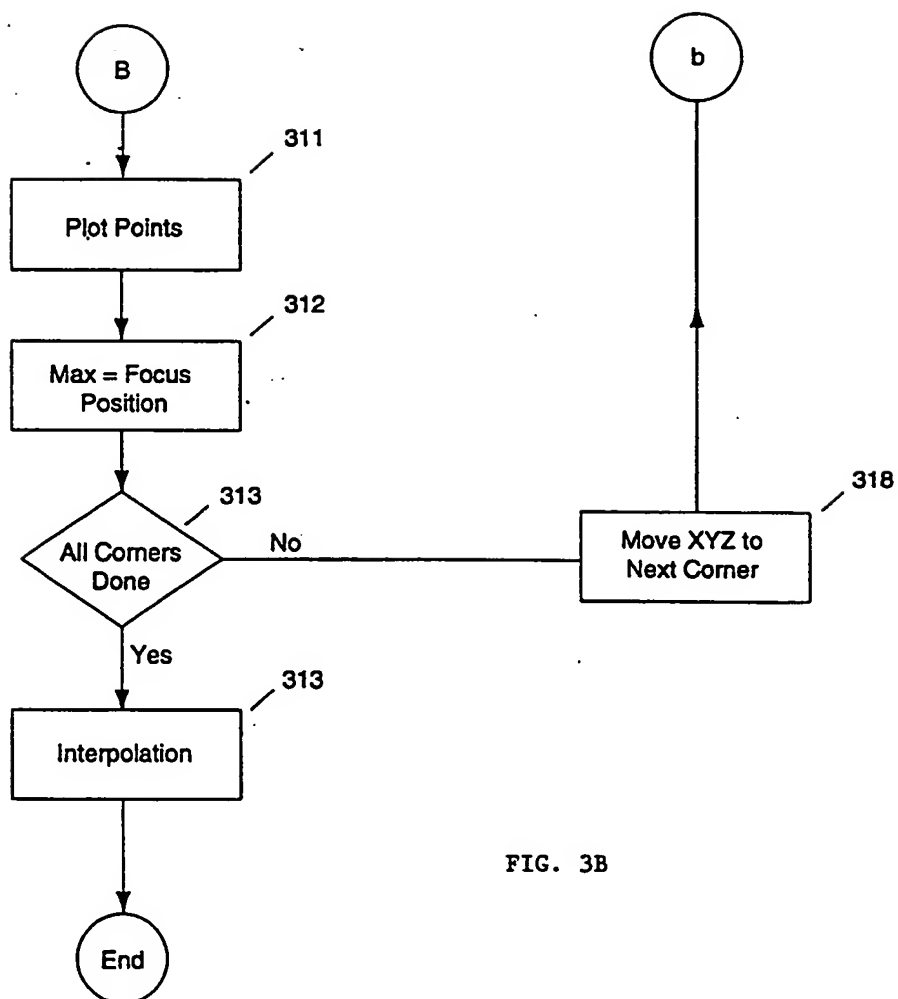 B
b
311
Plot Points
312
Max = Focus
Position
313
All Corners
Done
No
318
Move XYZ to
Next Corner
Yes
313
Interpolation
FIG. 3B
End